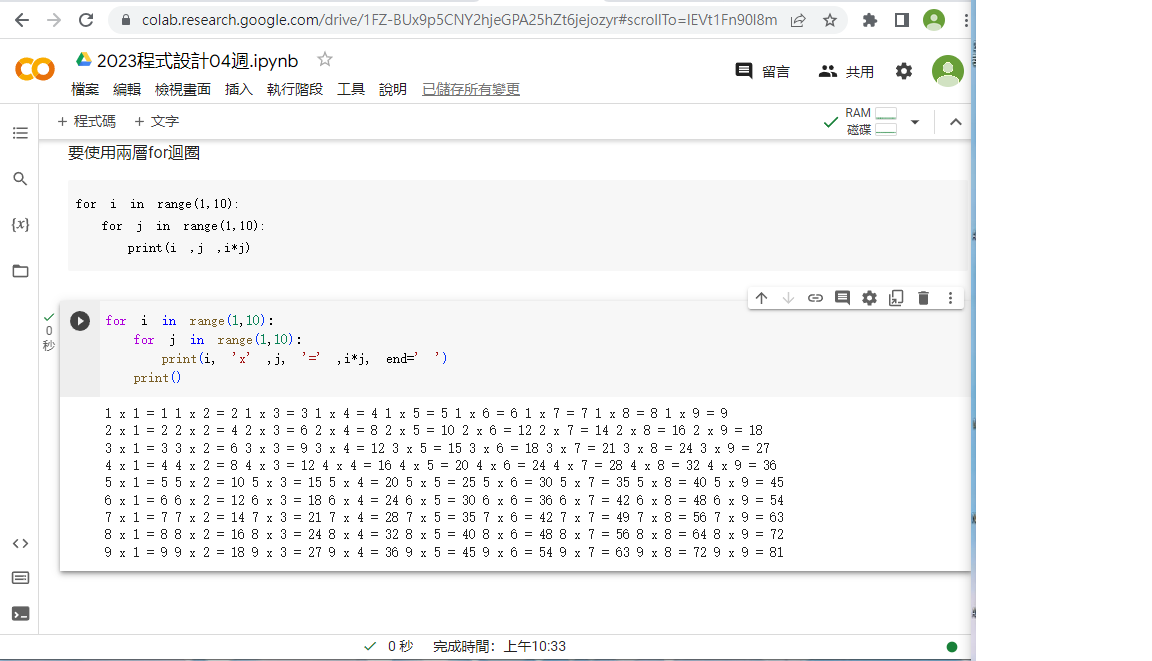 colab.research.google.com/drive/1FZ-BUx9p5CNY2hjeGPA25hZt6jejozyr#scrollTo=IEVt1Fn90I8m
2023程式設計04週.ipynb
留言
共用
檔案 編輯 檢視畫面 插入 執行階段 工具 說明 已儲存所有變更
+ 程式碼 + 文字
RAM
磁碟
要使用兩層for迴圈
for i in range(1,10):
for j in range(1,10):
print(i ,j ,i*j)
{x}
0
秒
for i in range(1,10):
for j in range(1,10):
print(i, 'x' ,j, '=' ,i*j, end=' ')
print()
1 x 1 = 1 1 x 2 = 2 1 x 3 = 3 1 x 4 = 4 1 x 5 = 5 1 x 6 = 6 1 x 7 = 7 1 x 8 = 8 1 x 9 = 9
2 x 1 = 2 2 x 2 = 4 2 x 3 = 6 2 x 4 = 8 2 x 5 = 10 2 x 6 = 12 2 x 7 = 14 2 x 8 = 16 2 x 9 = 18
3 x 1 = 3 3 x 2 = 6 3 x 3 = 9 3 x 4 = 12 3 x 5 = 15 3 x 6 = 18 3 x 7 = 21 3 x 8 = 24 3 x 9 = 27
4 x 1 = 4 4 x 2 = 8 4 x 3 = 12 4 x 4 = 16 4 x 5 = 20 4 x 6 = 24 4 x 7 = 28 4 x 8 = 32 4 x 9 = 36
5 x 1 = 5 5 x 2 = 10 5 x 3 = 15 5 x 4 = 20 5 x 5 = 25 5 x 6 = 30 5 x 7 = 35 5 x 8 = 40 5 x 9 = 45
6 x 1 = 6 6 x 2 = 12 6 x 3 = 18 6 x 4 = 24 6 x 5 = 30 6 x 6 = 36 6 x 7 = 42 6 x 8 = 48 6 x 9 = 54
7 x 1 = 7 7 x 2 = 14 7 x 3 = 21 7 x 4 = 28 7 x 5 = 35 7 x 6 = 42 7 x 7 = 49 7 x 8 = 56 7 x 9 = 63
8 x 1 = 8 8 x 2 = 16 8 x 3 = 24 8 x 4 = 32 8 x 5 = 40 8 x 6 = 48 8 x 7 = 56 8 x 8 = 64 8 x 9 = 72
9 x 1 = 9 9 x 2 = 18 9 x 3 = 27 9 x 4 = 36 9 x 5 = 45 9 x 6 = 54 9 x 7 = 63 9 x 8 = 72 9 x 9 = 81
0 秒 完成時間：上午10:33